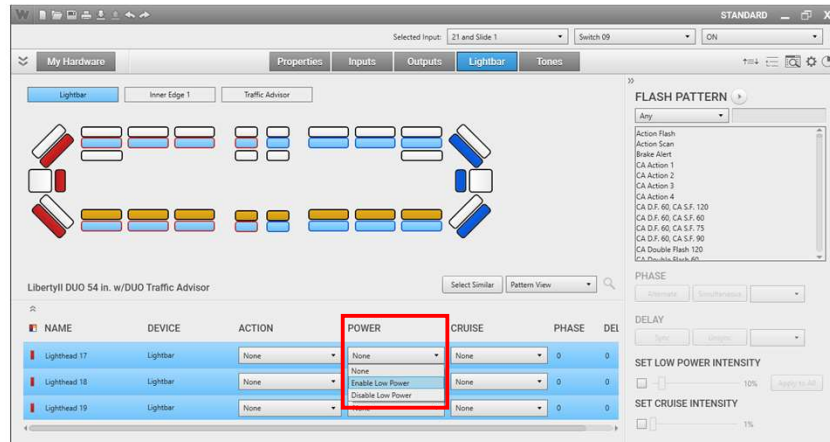 W STANDARD
Selected Input: 21 and Slide 1 Switch 09 ON
My Hardware Properties Inputs Outputs Lightbar Tones
Lightbar Inner Edge 1 Traffic Advisor
FLASH PATTERN
Any
Action Flash
Action Scan
Brake Alert
CA Action 1
CA Action 2
CA Action 3
CA Action 4
CA D.F. 60, CA S.F. 120
CA D.F. 60, CA S.F. 60
CA D.F. 60, CA S.F. 75
CA D.F. 60, CA S.F. 90
CA Double Flash 120
CA Double Flash 60
LibertyII DUO 54 in. w/DUO Traffic Advisor Select Similar Pattern View
PHASE
Alternate Simultaneous
DELAY
Sync
NAME DEVICE ACTION POWER CRUISE PHASE DEL
Lighthead 17 Lightbar None None None 0 0
None
Enable Low Power
Disable Low Power
Lighthead 18 Lightbar None None 0 0
Lighthead 19 Lightbar None None None 0 0
SET LOW POWER INTENSITY
10% Apply to All
SET CRUISE INTENSITY
1%